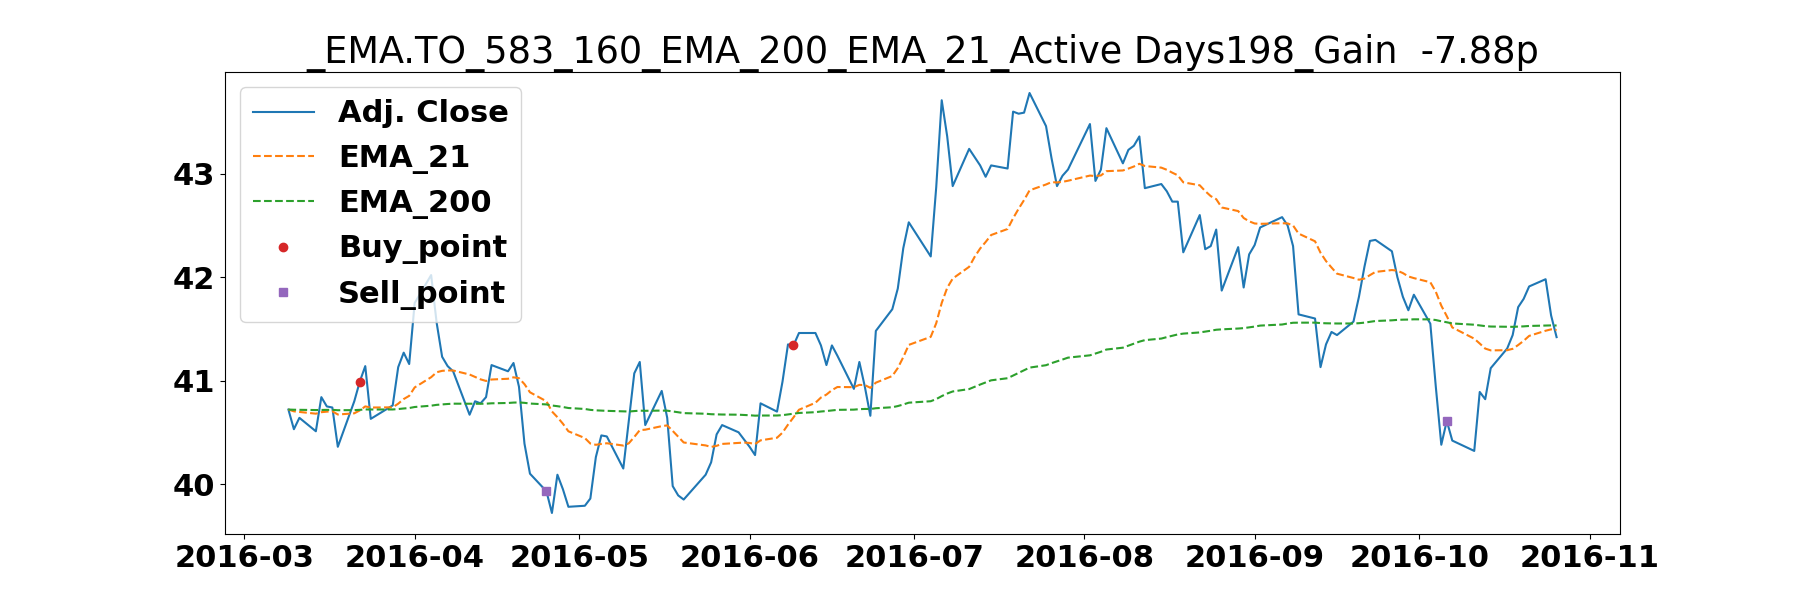 _EMA.TO_583_160_EMA_200_EMA_21_Active Days198_Gain  -7.88p
Adj. Close
EMA_21
EMA_200
Buy_point
Sell_point
43
42
41
40
2016-03 2016-04 2016-05 2016-06 2016-07 2016-08 2016-09 2016-10 2016-11